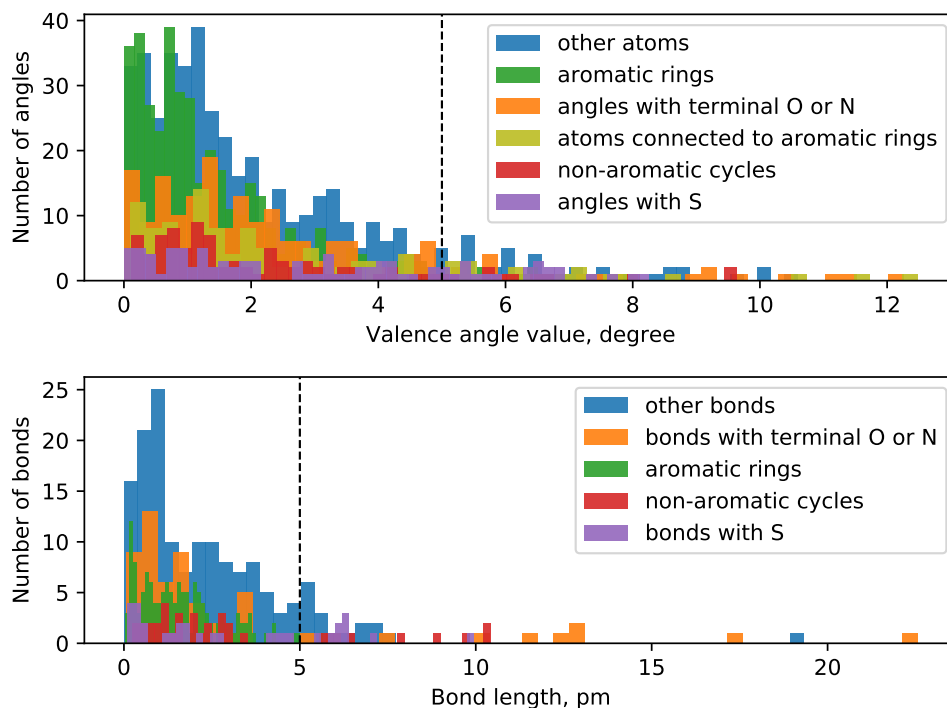 40
30
20
10
0
Number of angles
other atoms
aromatic rings
angles with terminal O or N
atoms connected to aromatic rings
non-aromatic cycles
angles with S
0 2 4 6 8 10 12
Valence angle value, degree
25
20
15
10
5
0
Number of bonds
other bonds
bonds with terminal O or N
aromatic rings
non-aromatic cycles
bonds with S
0 5 10 15 20
Bond length, pm